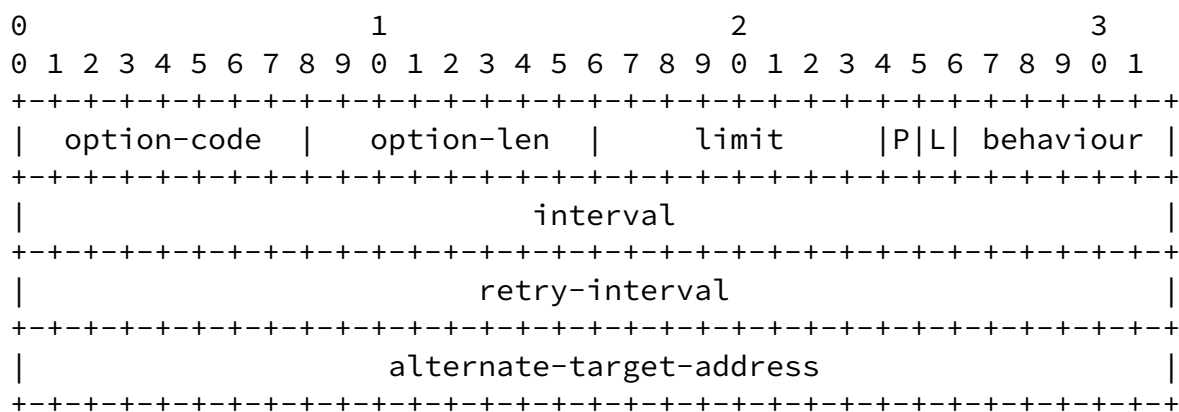 0                   1                   2                   3
0 1 2 3 4 5 6 7 8 9 0 1 2 3 4 5 6 7 8 9 0 1 2 3 4 5 6 7 8 9 0 1
+-+-+-+-+-+-+-+-+-+-+-+-+-+-+-+-+-+-+-+-+-+-+-+-+-+-+-+-+-+-+-+-+
|  option-code  |   option-len  |     limit     |P|L| behaviour |
+-+-+-+-+-+-+-+-+-+-+-+-+-+-+-+-+-+-+-+-+-+-+-+-+-+-+-+-+-+-+-+-+
|                            interval                           |
+-+-+-+-+-+-+-+-+-+-+-+-+-+-+-+-+-+-+-+-+-+-+-+-+-+-+-+-+-+-+-+-+
|                         retry-interval                        |
+-+-+-+-+-+-+-+-+-+-+-+-+-+-+-+-+-+-+-+-+-+-+-+-+-+-+-+-+-+-+-+-+
|                    alternate-target-address                   |
+-+-+-+-+-+-+-+-+-+-+-+-+-+-+-+-+-+-+-+-+-+-+-+-+-+-+-+-+-+-+-+-+